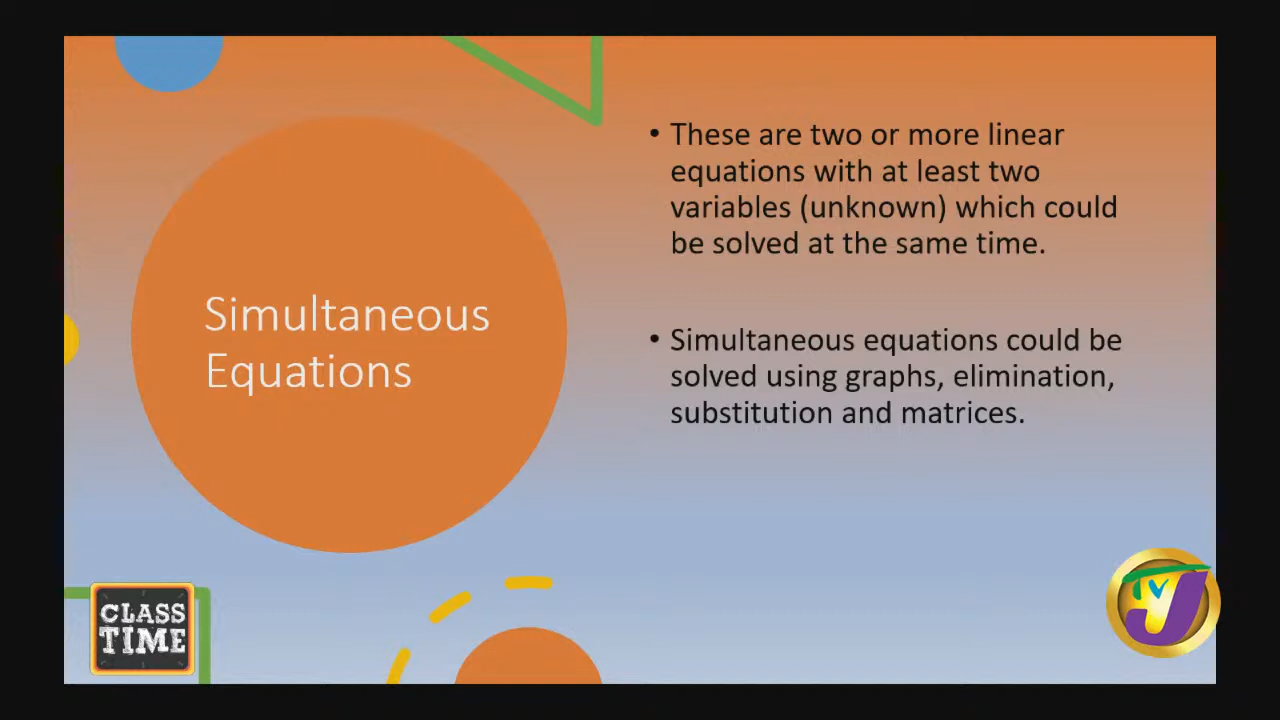 Simultaneous
Equations
• These are two or more linear
equations with at least two
variables (unknown) which could
be solved at the same time.
• Simultaneous equations could be
solved using graphs, elimination,
substitution and matrices.
CLASS
TIME
TVJ